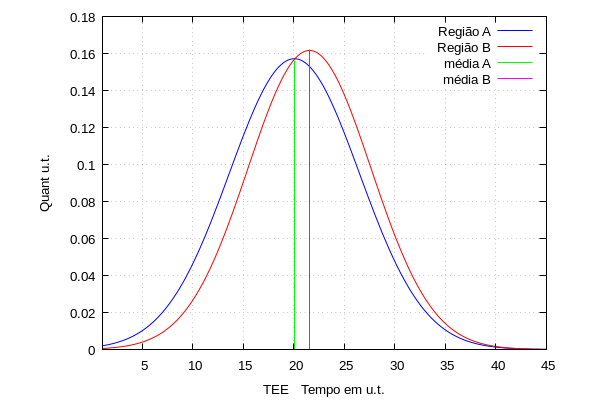 0.18
0.16
0.14
0.12
0.1
0.08
0.06
0.04
0.02
0
Quant u.t.
Região A
Região B
média A
média B
5 10 15 20 25 30 35 40 45
TEE Tempo em u.t.